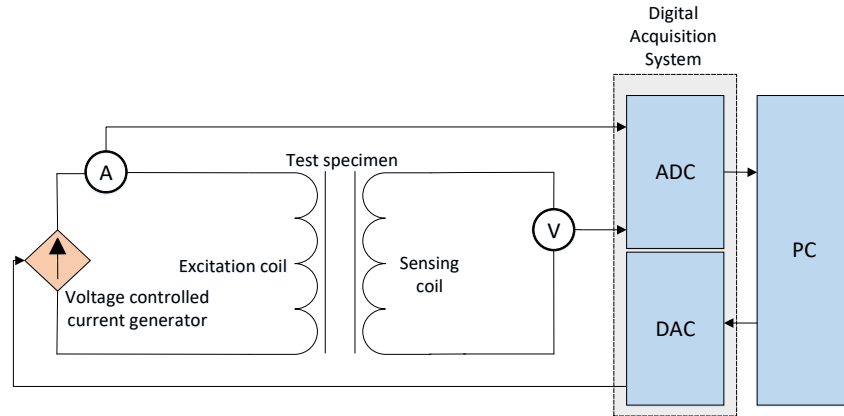 Digital
Acquisition
System
A
Test specimen
ADC
V
PC
Excitation coil
Sensing
coil
Voltage controlled
current generator
DAC